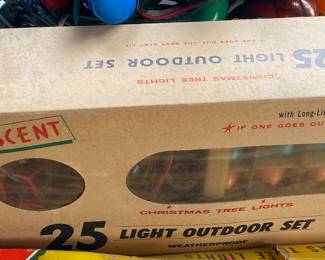 25 LIGHT OUTDOOR SET
CHRISTMAS TREE LIGHTS
SCENT
with Long-Li
*IF ONE GOES OU
* CHRISTMAS TREE LIGHTS *
25 LIGHT OUTDOOR SET
WEATHERPROOF